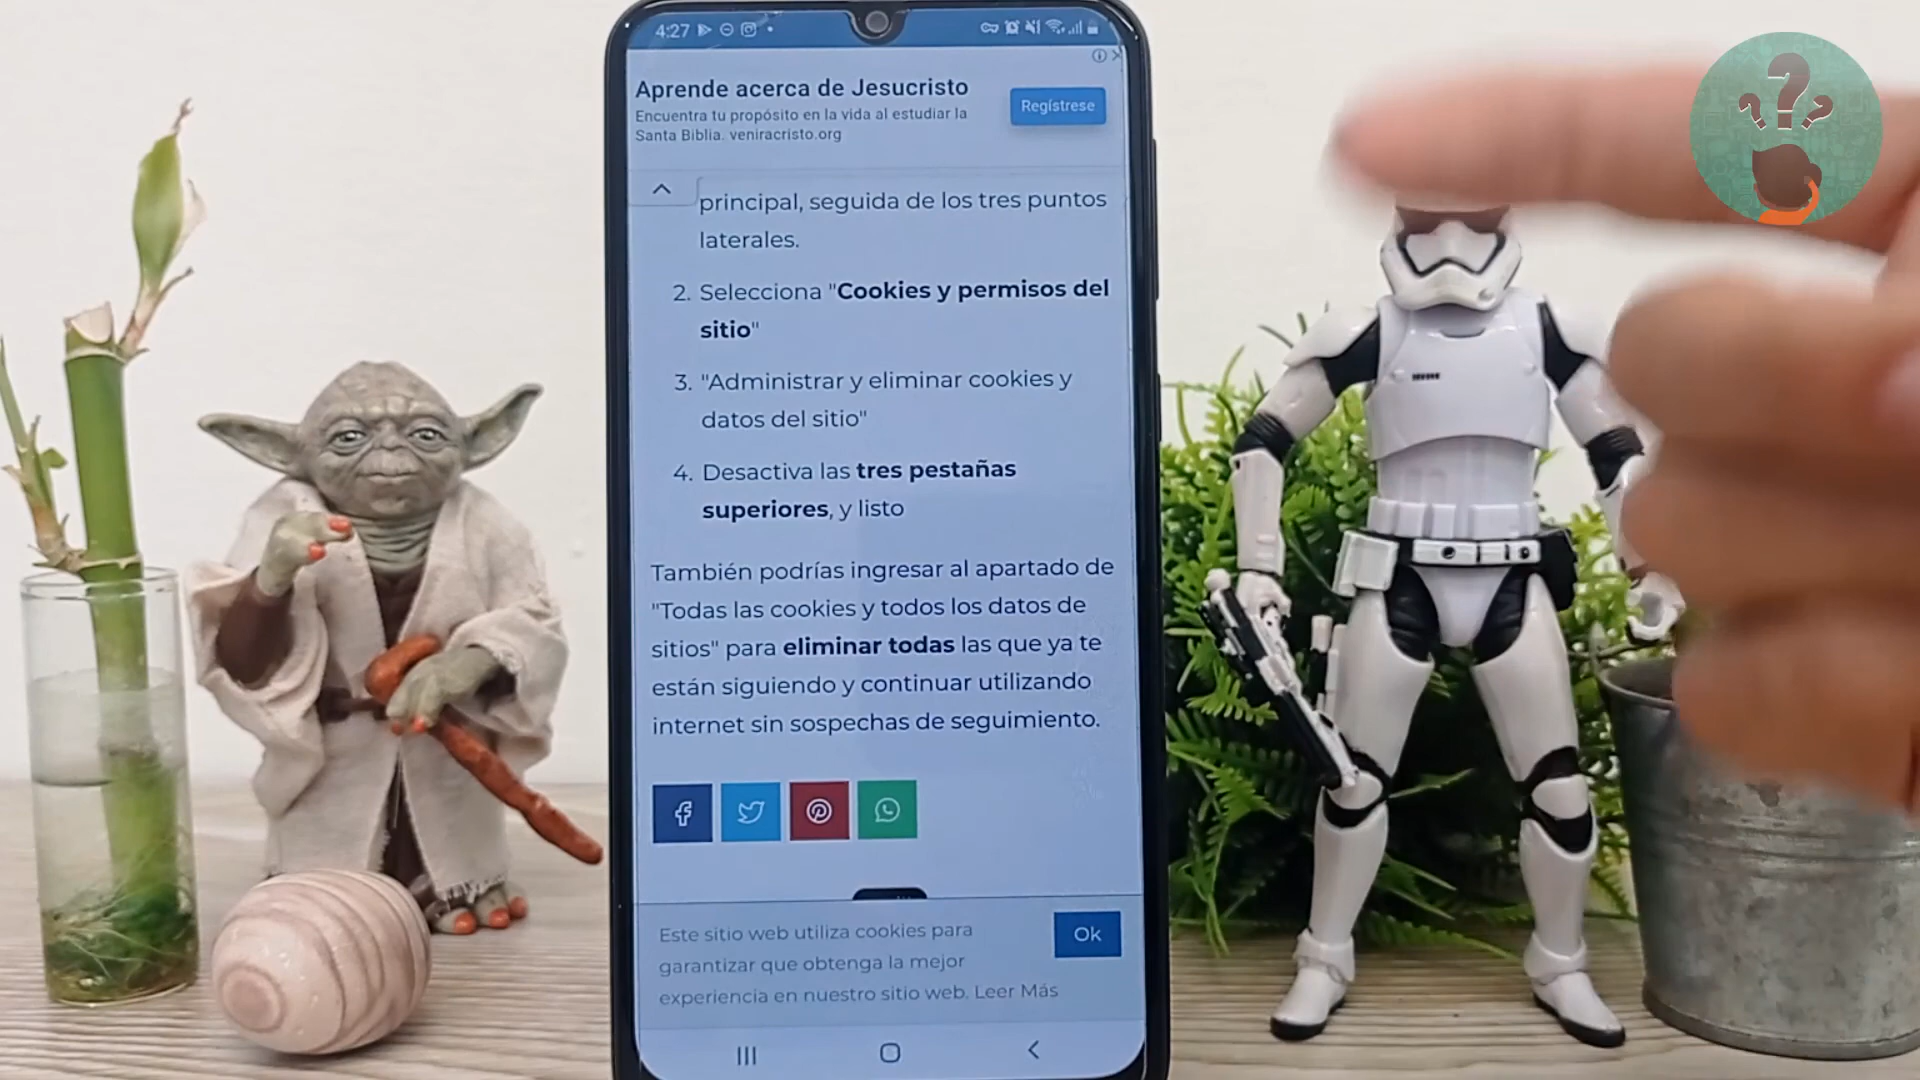 4:27
Aprende acerca de Jesucristo
Encuentra tu propósito en la vida al estudiar la
Santa Biblia. veniracristo.org
Regístrese
principal, seguida de los tres puntos
laterales.
2. Selecciona "Cookies y permisos del
sitio"
3. "Administrar y eliminar cookies y
datos del sitio"
4. Desactiva las tres pestañas
superiores, y listo
También podrías ingresar al apartado de
"Todas las cookies y todos los datos de
sitios" para eliminar todas las que ya te
están siguiendo y continuar utilizando
internet sin sospechas de seguimiento.
Este sitio web utiliza cookies para
garantizar que obtenga la mejor
experiencia en nuestro sitio web. Leer Más
Ok